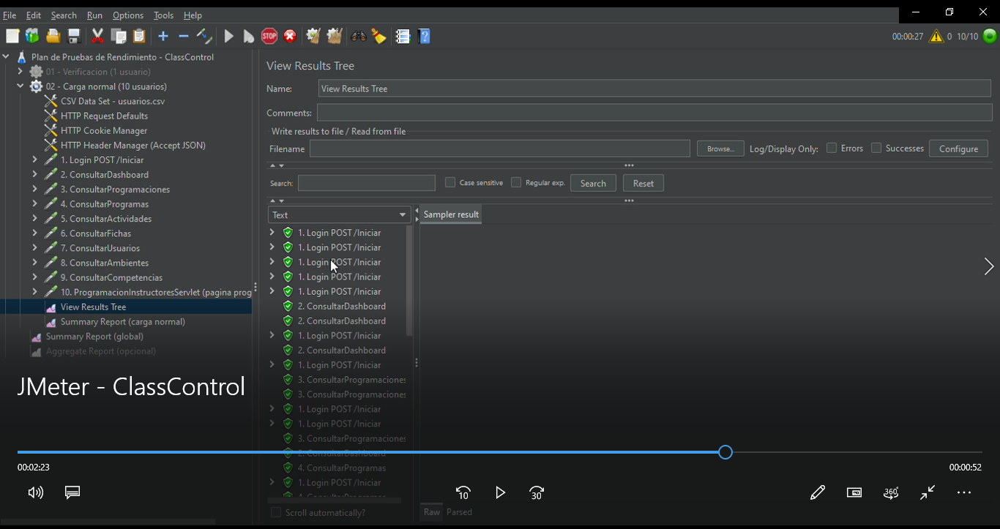 File Edit Search Run Options Tools Help
STOP ? 00:00:27 0 10/10
Plan de Pruebas de Rendimiento - ClassControl
01 - Verificacion (1 usuario)
02 - Carga normal (10 usuarios)
CSV Data Set - usuarios.csv
HTTP Request Defaults
HTTP Cookie Manager
HTTP Header Manager (Accept JSON)
1. Login POST /Iniciar
2. ConsultarDashboard
3. ConsultarProgramaciones
4. ConsultarProgramas
5. ConsultarActividades
6. ConsultarFichas
7. ConsultarUsuarios
8. ConsultarAmbientes
9. ConsultarCompetencias
10. ProgramacionInstructoresServlet (pagina prog
View Results Tree
Summary Report (carga normal)
Summary Report (global)
Aggregate Report (opcional)
View Results Tree
Name: View Results Tree
Comments:
Write results to file / Read from file
Filename Browse... Log/Display Only: Errors Successes Configure
Search: Case sensitive Regular exp. Search Reset
Text
Sampler result
1. Login POST /Iniciar
1. Login POST /Iniciar
1. Login POST /Iniciar
1. Login POST /Iniciar
1. Login POST /Iniciar
2. ConsultarDashboard
2. ConsultarDashboard
1. Login POST /Iniciar
2. ConsultarDashboard
1. Login POST /Iniciar
3. ConsultarProgramaciones
3. ConsultarProgramaciones
1. Login POST /Iniciar
1. Login POST /Iniciar
3. ConsultarProgramaciones
2. ConsultarDashboard
4. ConsultarProgramas
1. Login POST /Iniciar
4. ConsultarProgramas
Scroll automatically?
Raw Parsed
JMeter - ClassControl
00:02:23 00:00:52
10 30 360°